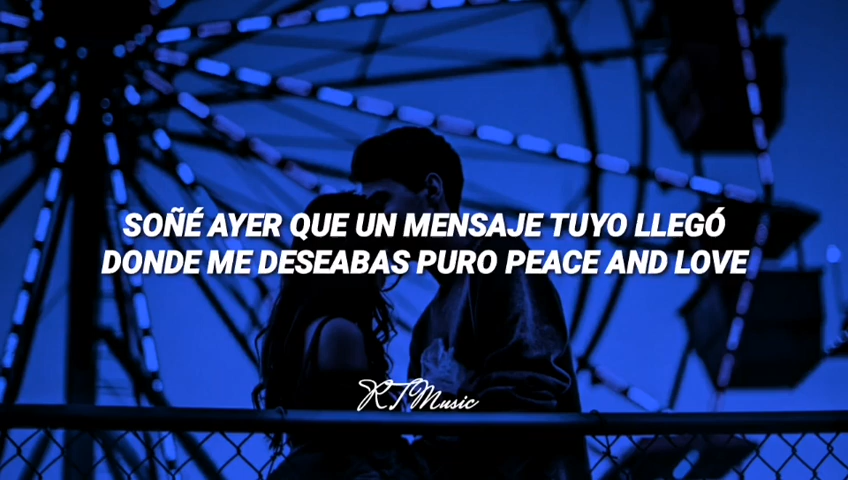 SOÑÉ AYER QUE UN MENSAJE TUYO LLEGÓ
DONDE ME DESEABAS PURO PEACE AND LOVE
RTMusic